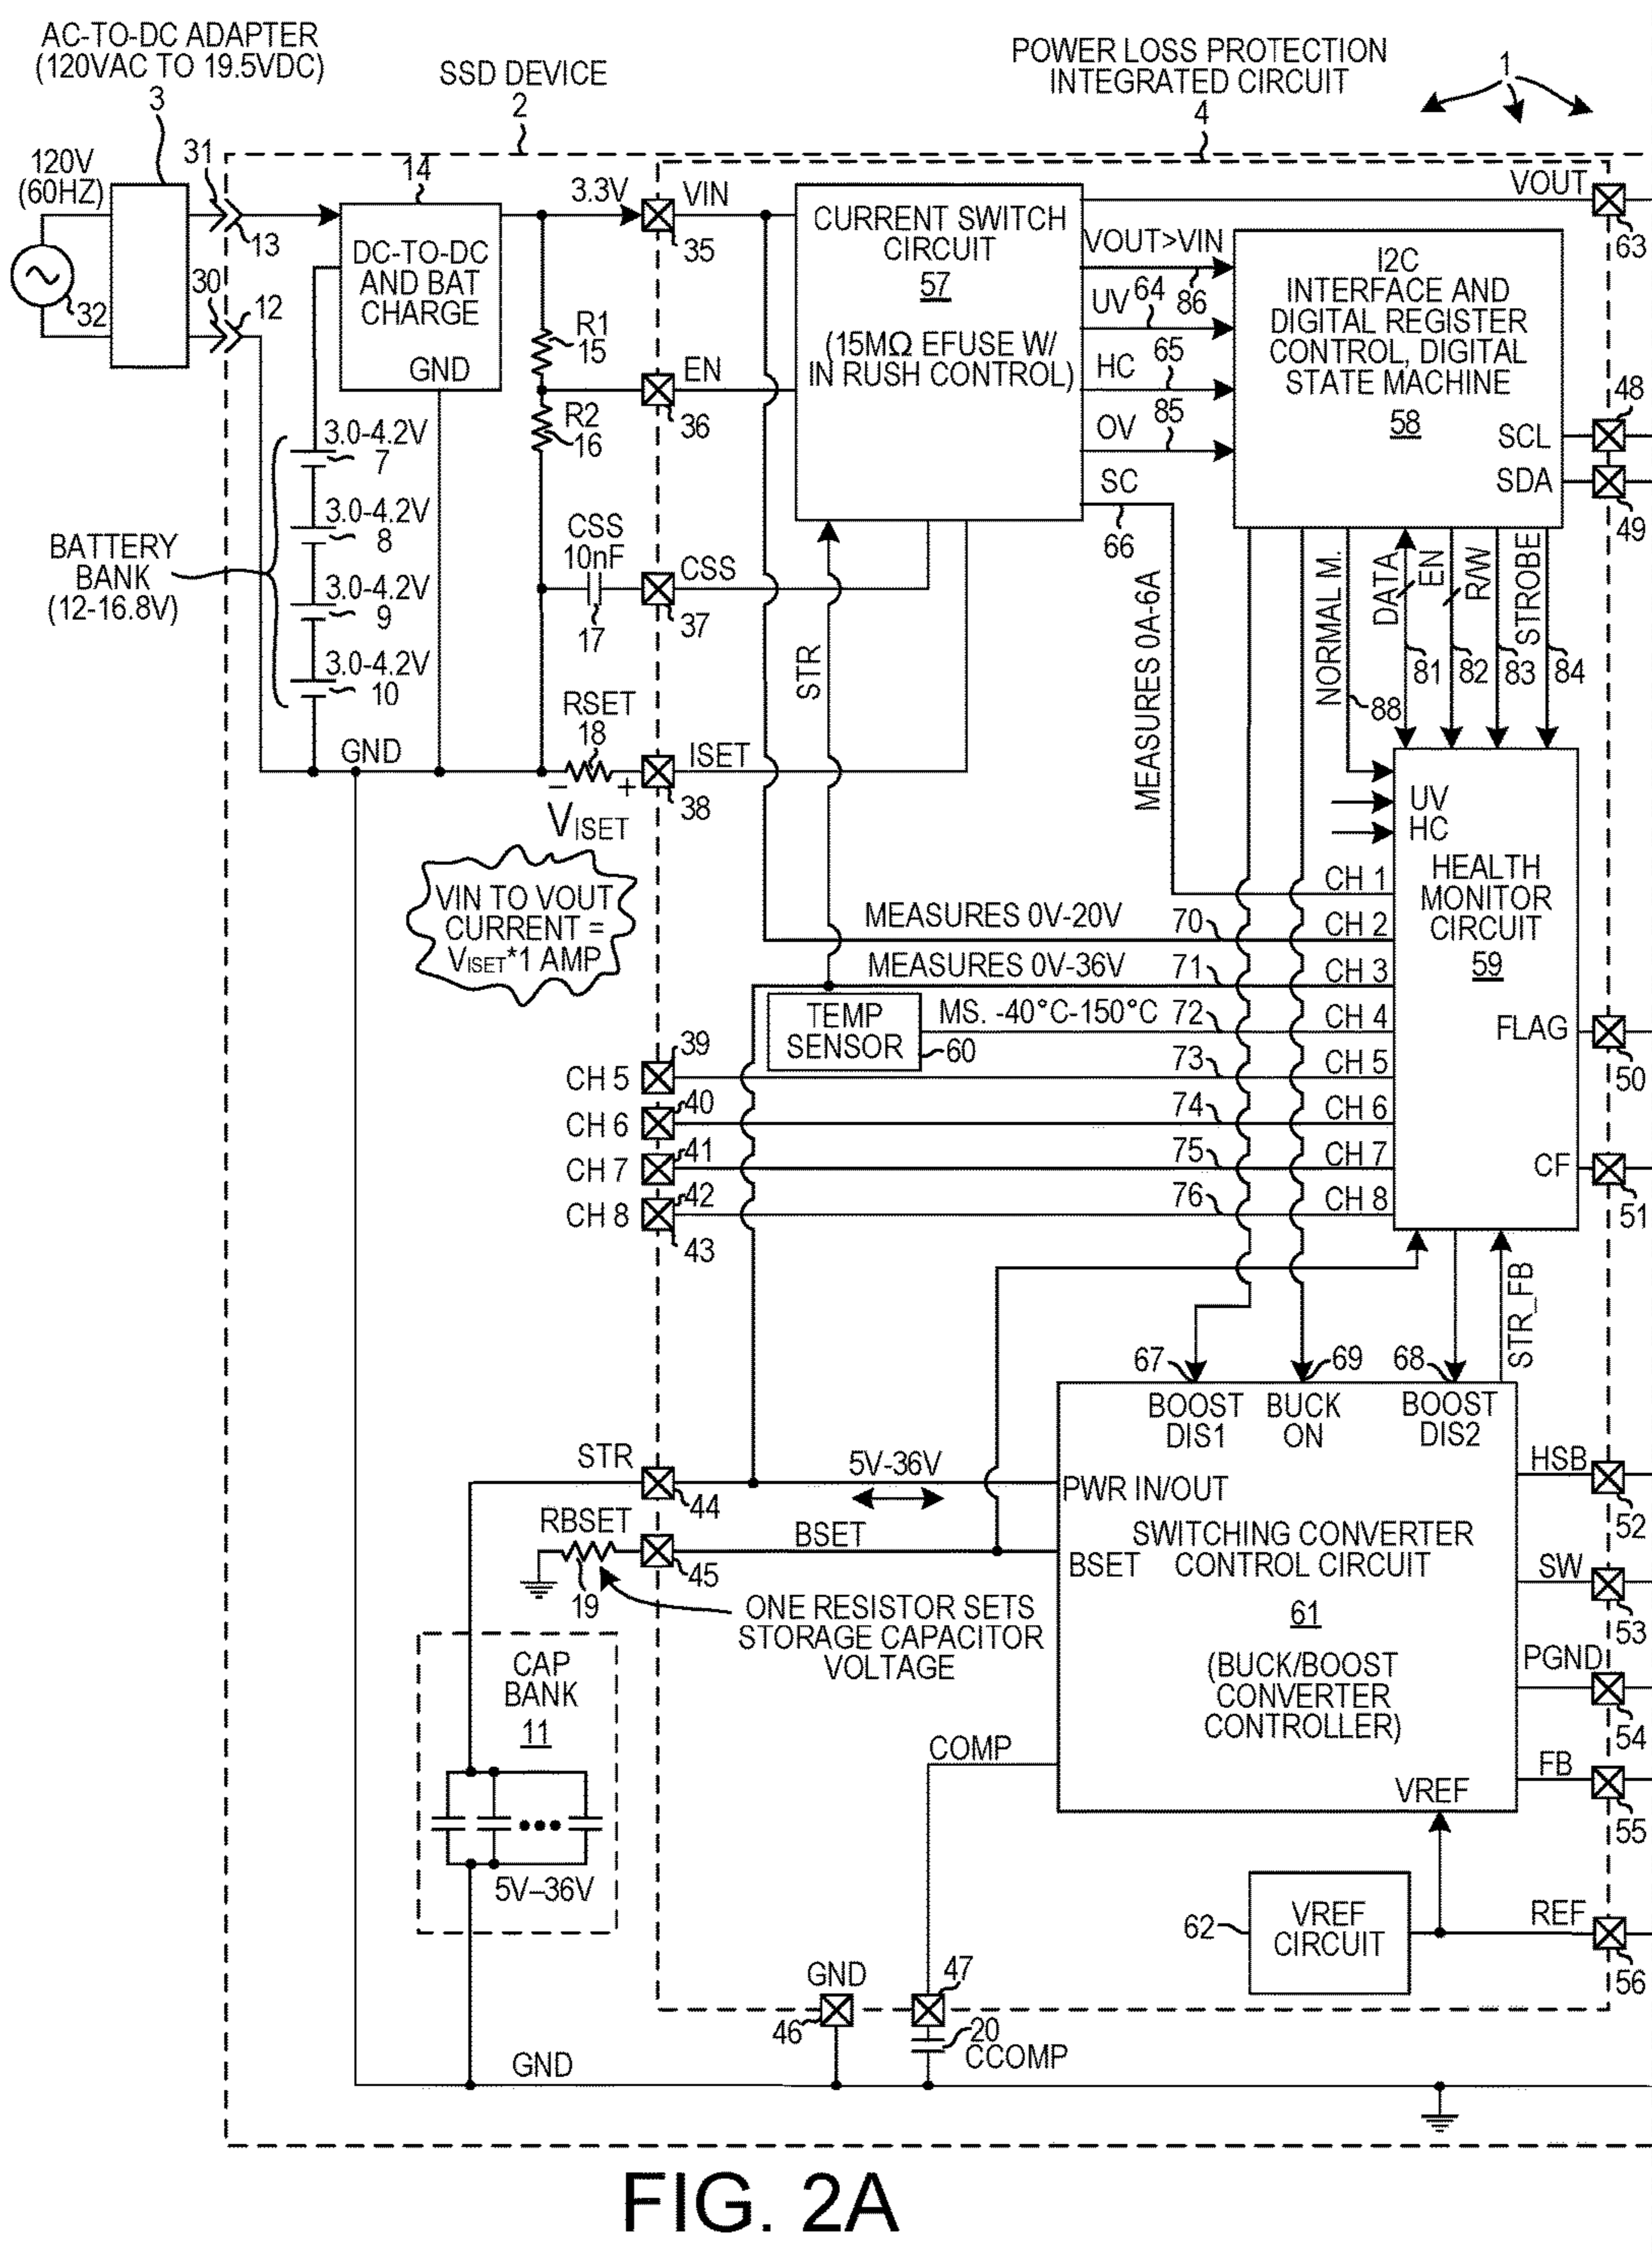 AC-TO-DC ADAPTER
(120VAC TO 19.5VDC)
3
SSD DEVICE
2
POWER LOSS PROTECTION
INTEGRATED CIRCUIT
4
1
120V
(60HZ)
31
13
30
12
32
14
DC-TO-DC
AND BAT
CHARGE
GND
3.3V
VIN
35
R1
15
EN
36
R2
16
CURRENT SWITCH
CIRCUIT
57
(15MΩ EFUSE W/
IN RUSH CONTROL)
VOUT
63
VOUT>VIN
86
UV
64
HC
65
OV
85
SC
66
I2C
INTERFACE AND
DIGITAL REGISTER
CONTROL, DIGITAL
STATE MACHINE
58
SCL
48
SDA
49
BATTERY
BANK
(12-16.8V)
3.0-4.2V
7
3.0-4.2V
8
3.0-4.2V
9
3.0-4.2V
10
CSS
10nF
17
CSS
37
STR
MEASURES 0A-6A
NORMAL M.
88
DATA
81
EN
82
R/W
83
STROBE
84
GND
RSET
18
ISET
38
− +
VISET
VIN TO VOUT
CURRENT =
VISET*1 AMP
UV
HC
HEALTH
MONITOR
CIRCUIT
59
CH 1
MEASURES 0V-20V
70
CH 2
MEASURES 0V-36V
71
CH 3
TEMP
SENSOR
60
MS. -40°C-150°C
72
CH 4
FLAG
50
CH 5
39
73
CH 5
CH 6
40
74
CH 6
CH 7
41
75
CH 7
CF
51
CH 8
42
43
76
CH 8
STR_FB
67
69
68
BOOST
DIS1
BUCK
ON
BOOST
DIS2
STR
44
5V-36V
PWR IN/OUT
HSB
52
RBSET
19
45
BSET
BSET
SWITCHING CONVERTER
CONTROL CIRCUIT
61
(BUCK/BOOST
CONVERTER
CONTROLLER)
SW
53
ONE RESISTOR SETS
STORAGE CAPACITOR
VOLTAGE
PGND
54
CAP
BANK
11
5V–36V
COMP
VREF
FB
55
62
VREF
CIRCUIT
REF
56
GND
46
47
20
CCOMP
GND
FIG. 2A